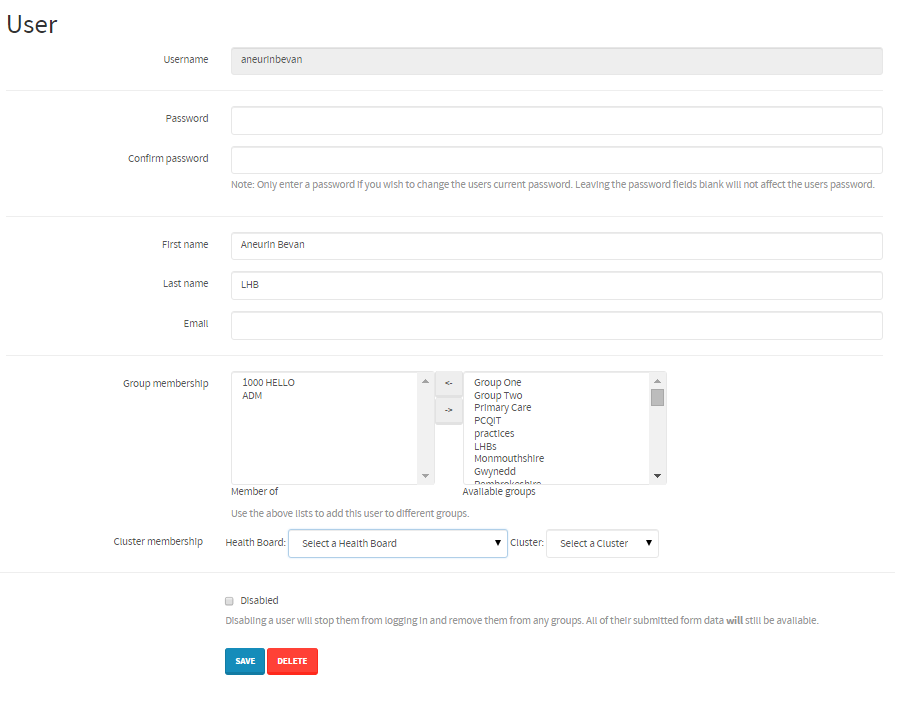 User
Username
aneurinbevan
Password
Confirm password
Note: Only enter a password if you wish to change the users current password. Leaving the password fields blank will not affect the users password.
First name
Aneurin Bevan
Last name
LHB
Email
Group membership
1000 HELLO
ADM
<-
->
Group One
Group Two
Primary Care
PCQIT
practices
LHBs
Monmouthshire
Gwynedd
Pembrokeshire
Member of
Available groups
Use the above lists to add this user to different groups.
Cluster membership
Health Board: Select a Health Board Cluster: Select a Cluster
Disabled
Disabling a user will stop them from logging in and remove them from any groups. All of their submitted form data will still be available.
SAVE DELETE